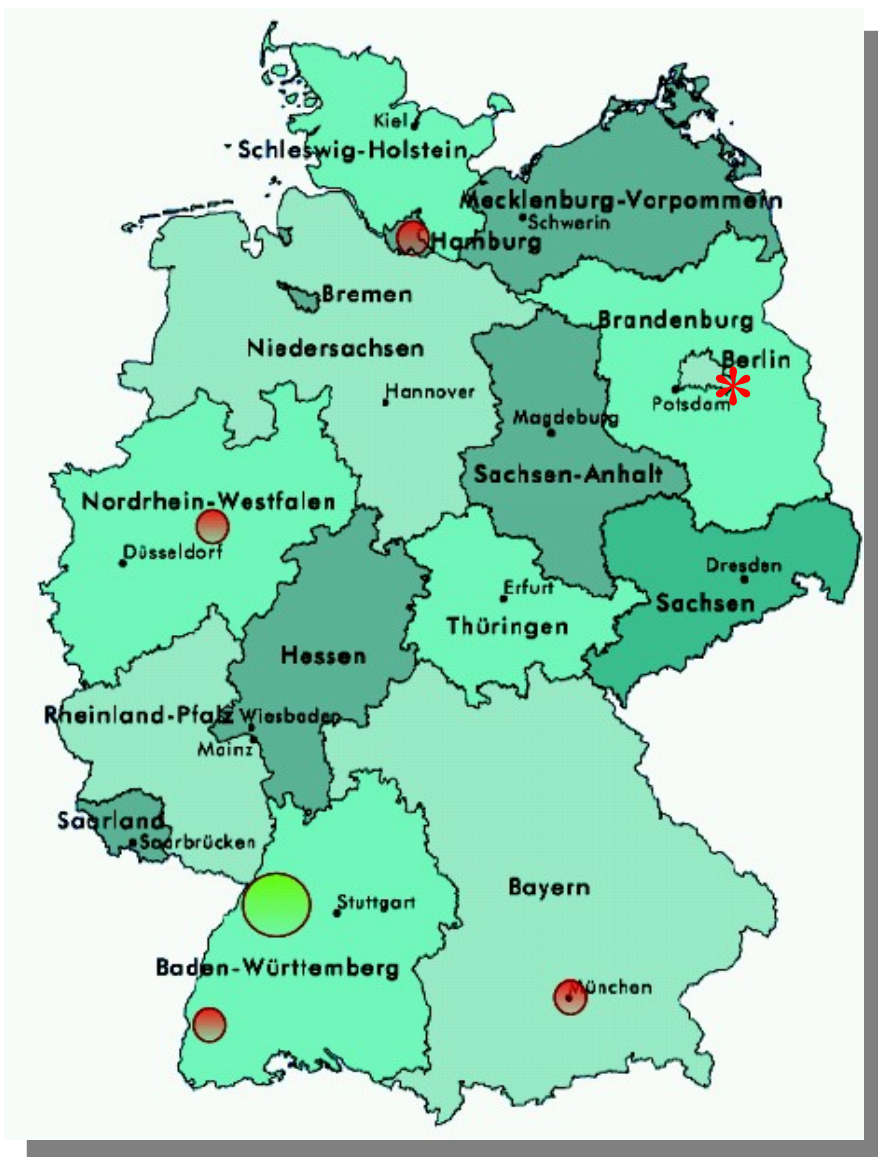 Kiel
Schleswig-Holstein
Mecklenburg-Vorpommern
Schwerin
Hamburg
Bremen
Brandenburg
Niedersachsen
Berlin
Hannover
Potsdam
Magdeburg
Sachsen-Anhalt
Nordrhein-Westfalen
Düsseldorf
Dresden
Erfurt
Sachsen
Thüringen
Hessen
Rheinland-Pfalz
Wiesbaden
Mainz
Saarland
Saarbrücken
Bayern
Stuttgart
Baden-Württemberg
München